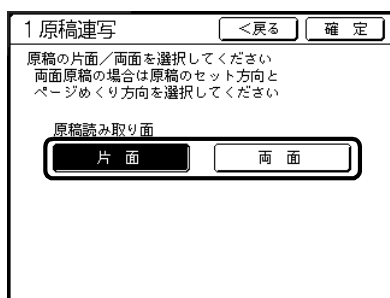 1 原稿連写 <戻る 確 定
原稿の片面／両面を選択してください
両面原稿の場合は原稿のセット方向と
ページめくり方向を選択してください
原稿読み取り面
片 面 両 面